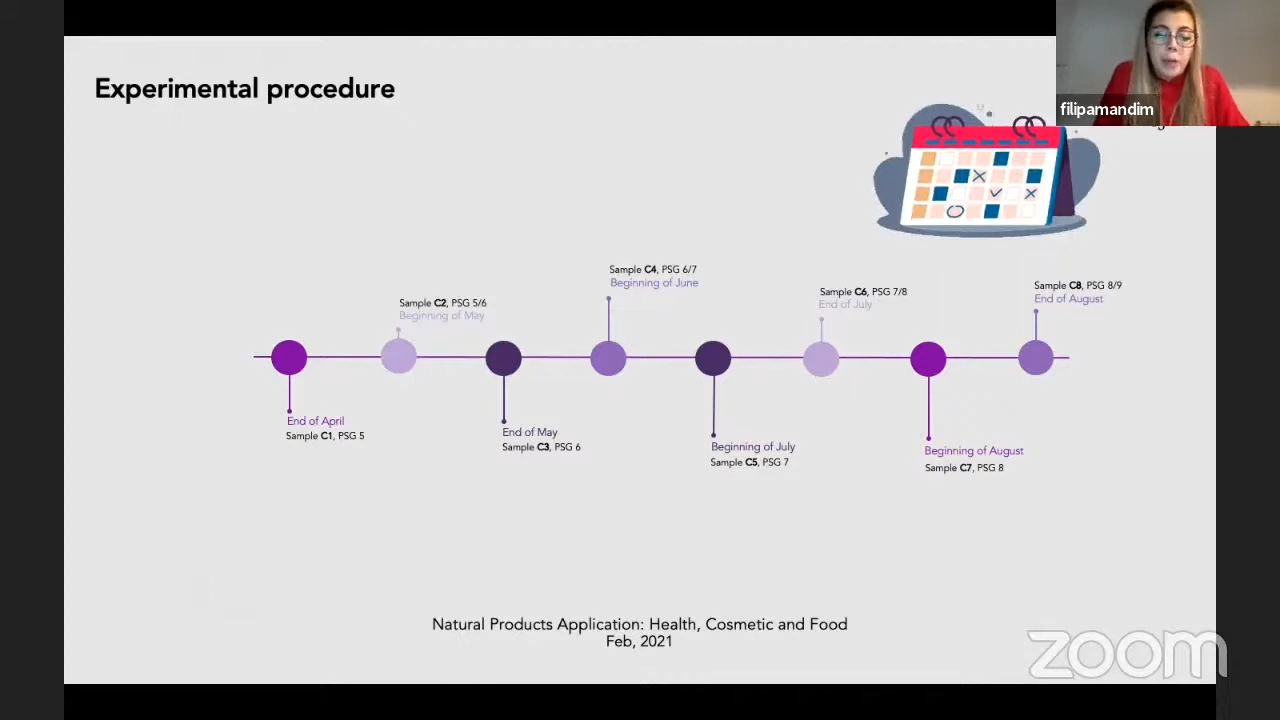 Experimental procedure
filipamandim
Sample C4, PSG 6/7
Beginning of June
Sample C8, PSG 8/9
End of August
Sample C6, PSG 7/8
End of July
Sample C2, PSG 5/6
Beginning of May
End of April
Sample C1, PSG 5
End of May
Sample C3, PSG 6
Beginning of July
Sample C5, PSG 7
Beginning of August
Sample C7, PSG 8
Natural Products Application: Health, Cosmetic and Food
Feb, 2021
zoom